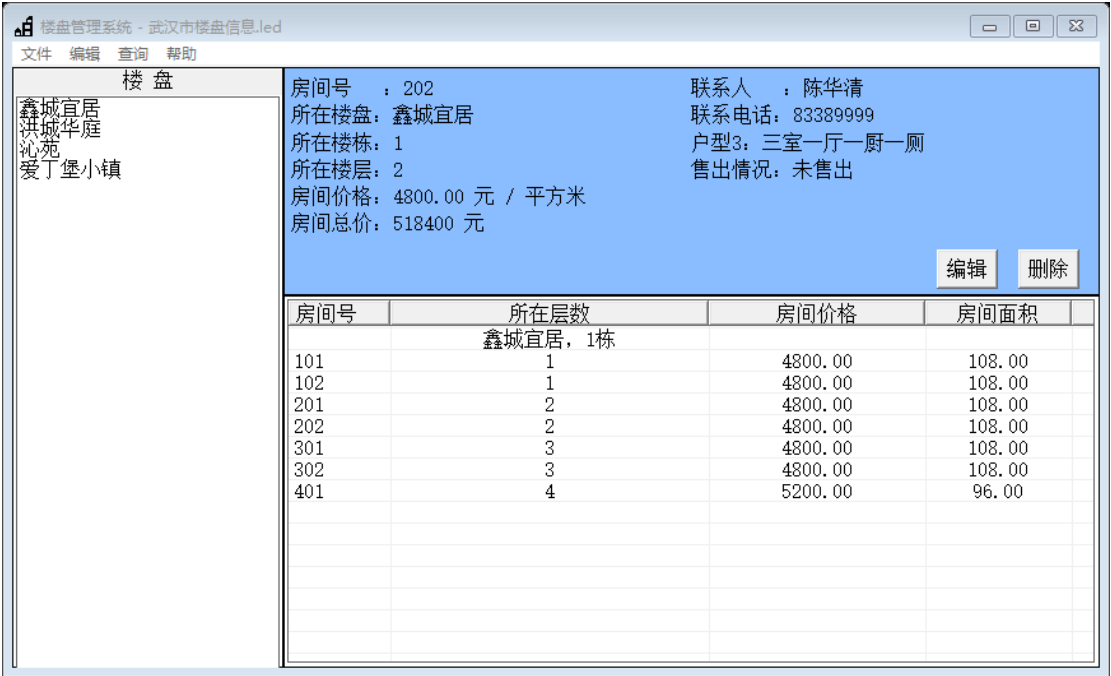 楼盘管理系统 - 武汉市楼盘信息.led
文件 编辑 查询 帮助
楼 盘
鑫城宜居
洪城华庭
沁苑
爱丁堡小镇
房间号 : 202
所在楼盘: 鑫城宜居
所在楼栋: 1
所在楼层: 2
房间价格: 4800.00 元 / 平方米
房间总价: 518400 元
联系人 : 陈华清
联系电话: 83389999
户型3: 三室一厅一厨一厕
售出情况: 未售出
编辑 删除
房间号 所在层数 房间价格 房间面积
鑫城宜居, 1栋
101 1 4800.00 108.00
102 1 4800.00 108.00
201 2 4800.00 108.00
202 2 4800.00 108.00
301 3 4800.00 108.00
302 3 4800.00 108.00
401 4 5200.00 96.00